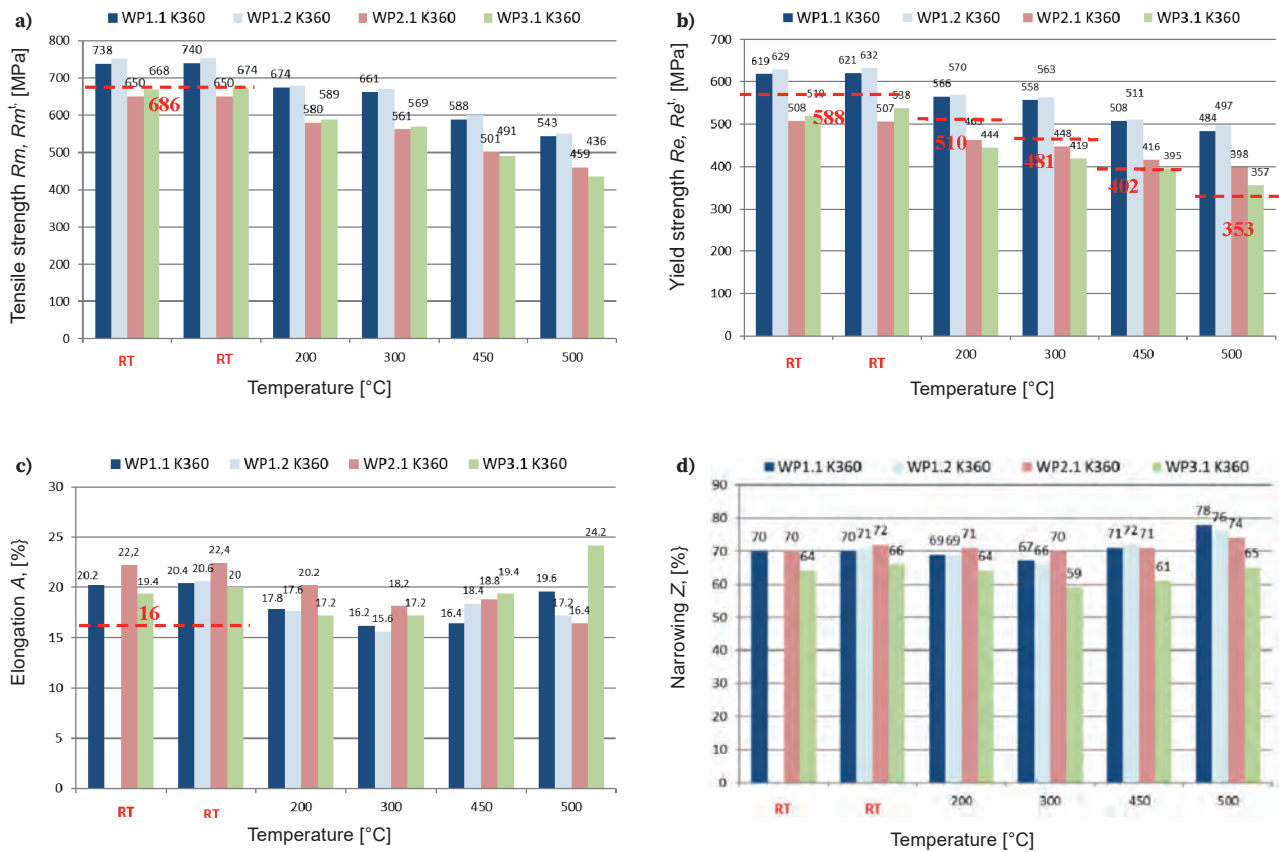 a)
WP1.1 K360 WP1.2 K360 WP2.1 K360 WP3.1 K360
Tensile strength Rm, Rmᵗ, [MPa]
800
700
600
500
400
300
200
100
0
738 650 668
740 650 674
674 580 589
661 561 569
588 501 491
543 459 436
686
RT RT 200 300 450 500
Temperature [°C]
b)
WP1.1 K360 WP1.2 K360 WP2.1 K360 WP3.1 K360
Yield strength Re, Reᵗ, [MPa]
700
600
500
400
300
200
100
0
619 629 508 519
621 632 507 538
566 570 463 444
558 563 448 419
508 511 416 395
484 497 398 357
588
510
481
402
353
RT RT 200 300 450 500
Temperature [°C]
c)
WP1.1 K360 WP1.2 K360 WP2.1 K360 WP3.1 K360
Elongation A, [%]
30
25
20
15
10
5
0
20.2 22,2 19.4
20.4 20.6 22,4 20
17.8 17.6 20.2 17.2
16.2 15.6 18.2 17.2
16.4 18.4 18.8 19.4
19.6 17.2 16.4 24.2
16
RT RT 200 300 450 500
Temperature [°C]
d)
WP1.1 K360 WP1.2 K360 WP2.1 K360 WP3.1 K360
Narrowing Z, [%}
90
80
70
60
50
40
30
20
10
0
70 70 64
70 71 72 66
69 69 71 64
67 66 70 59
71 72 71 61
78 76 74 65
RT RT 200 300 450 500
Temperature [°C]